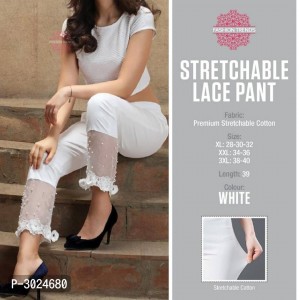 FASHION TRENDS
STRETCHABLE
LACE PANT
Fabric:
Premium Stretchable Cotton
Size:
XL: 28-30-32
XXL: 34-36
3XL: 38-40
Length: 39
Colour:
WHITE
Stretchable Cotton
P-3024680